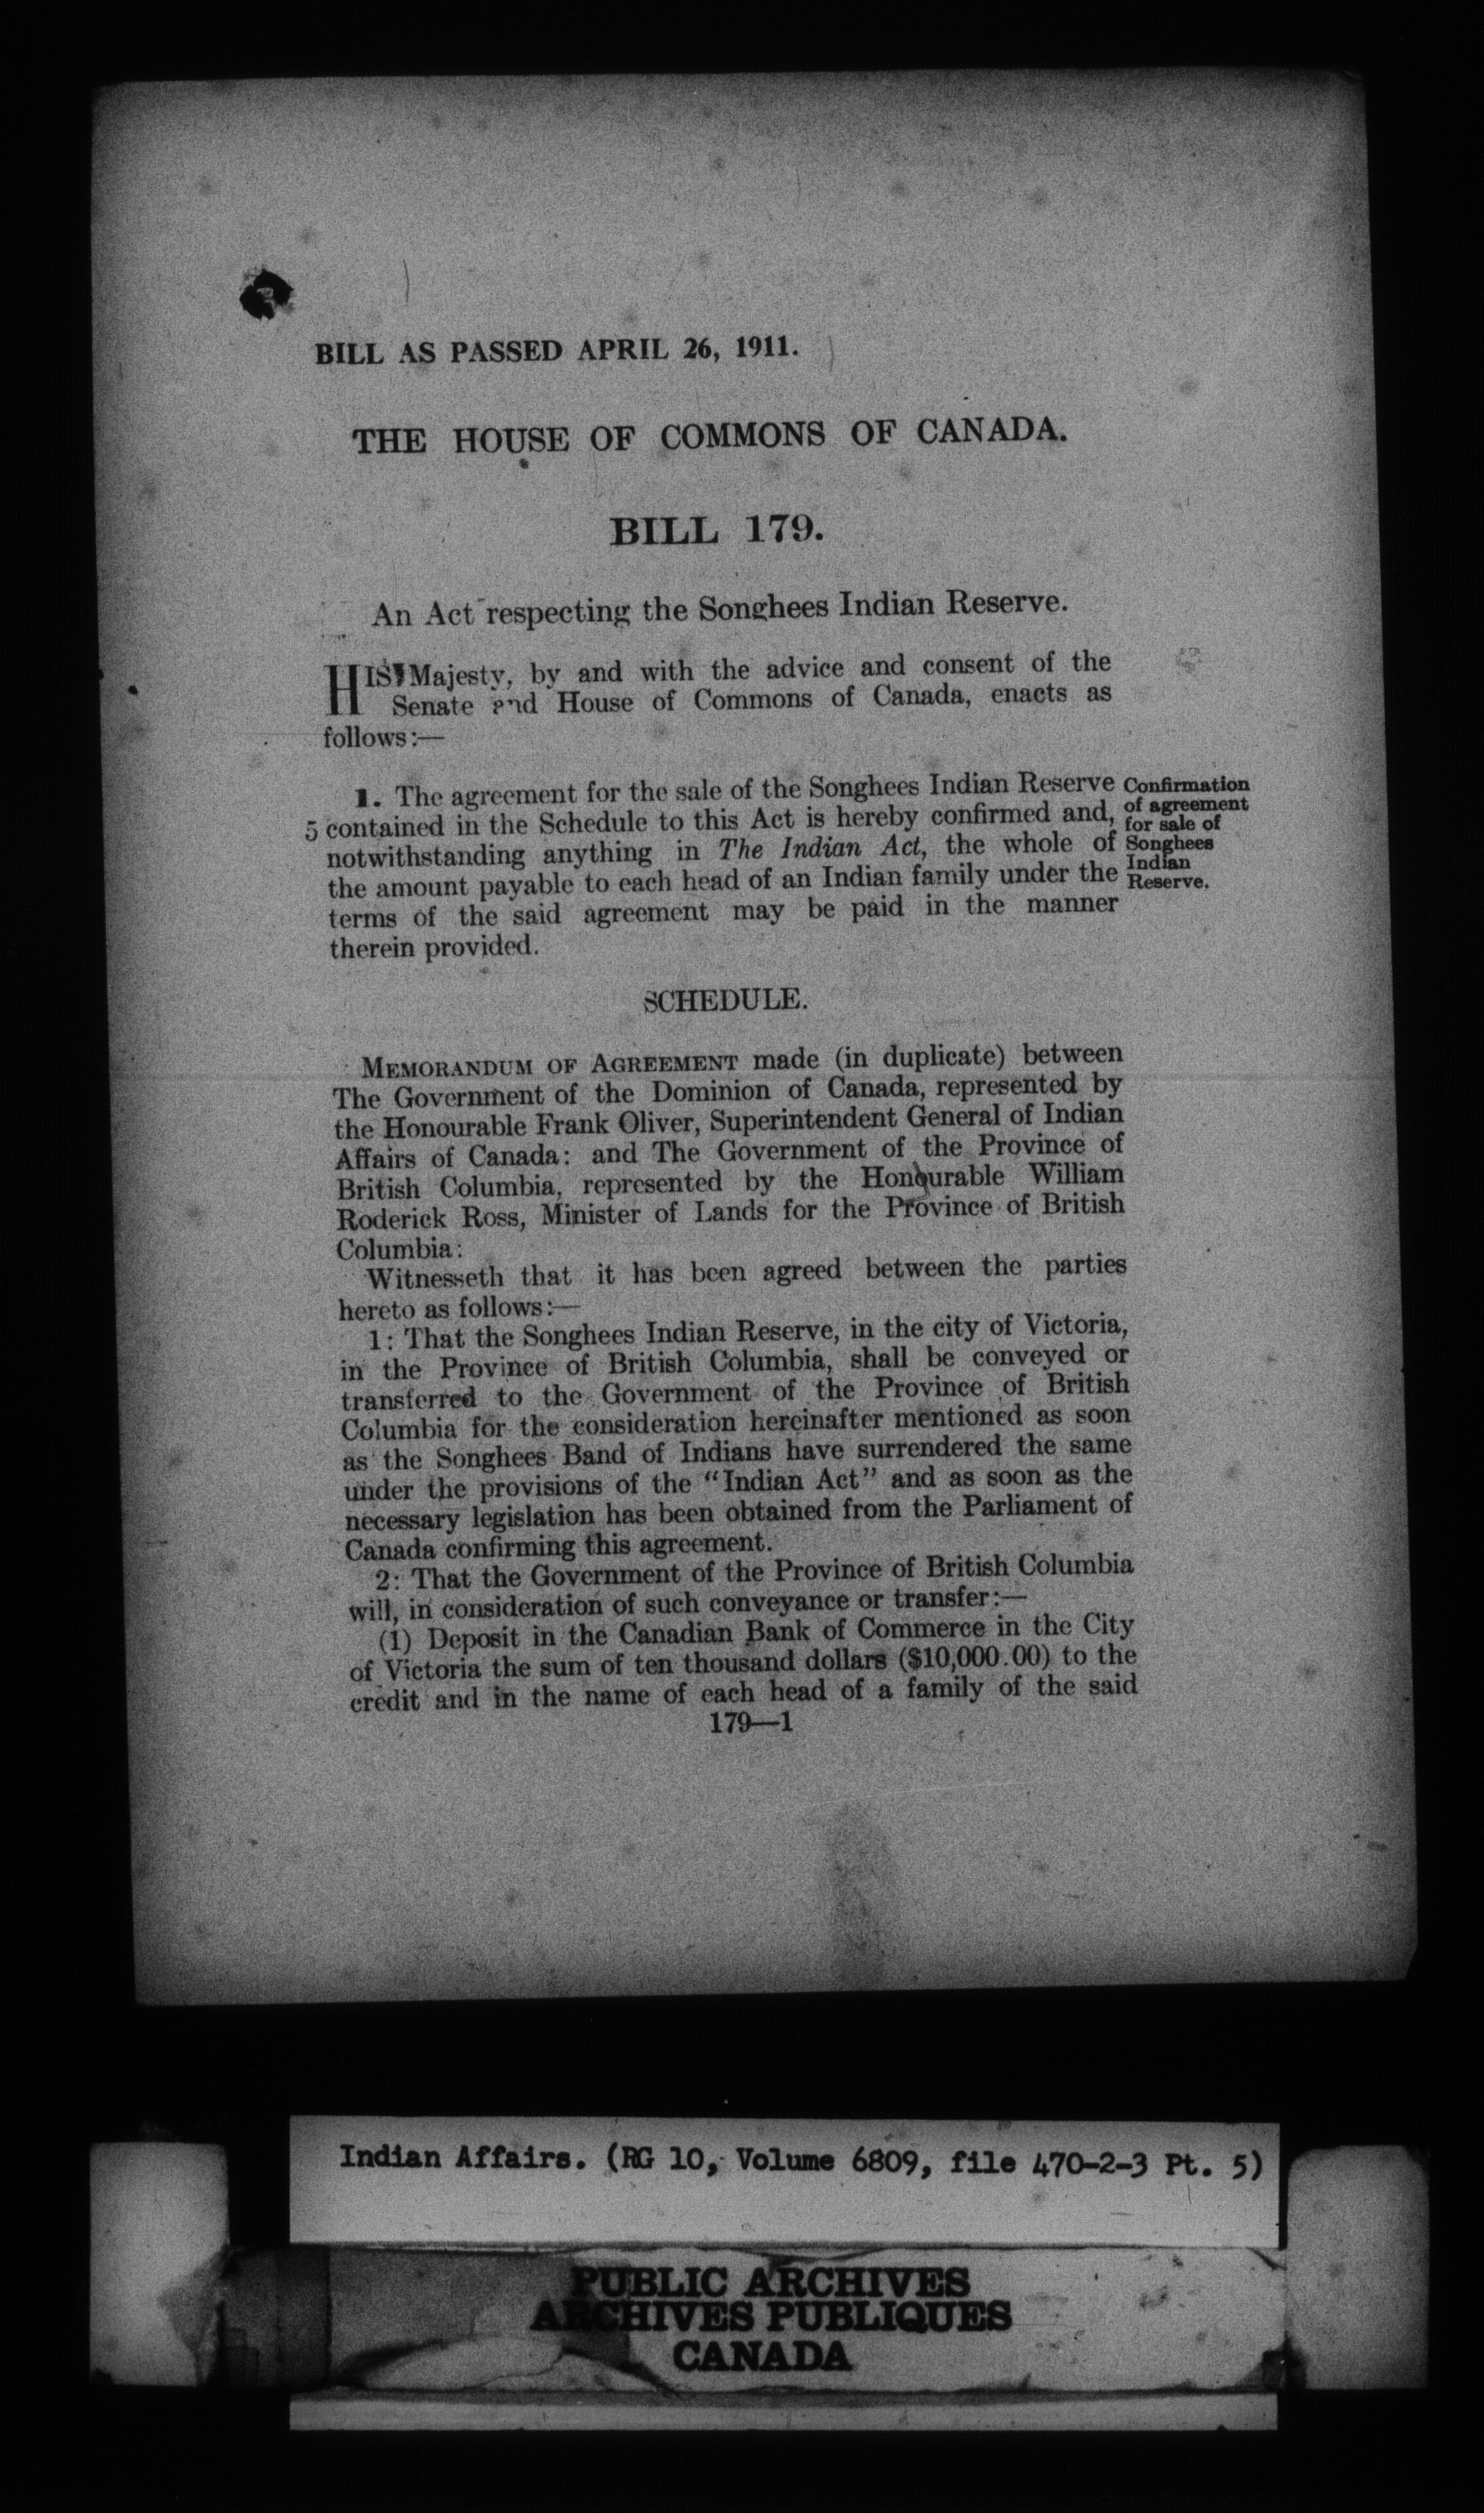 BILL AS PASSED APRIL 26, 1911.
THE HOUSE OF COMMONS OF CANADA.
BILL 179.
An Act respecting the Songhees Indian Reserve.
HIS Majesty, by and with the advice and consent of the
Senate and House of Commons of Canada, enacts as
follows:—
1. The agreement for the sale of the Songhees Indian Reserve
5 contained in the Schedule to this Act is hereby confirmed and,
notwithstanding anything in The Indian Act, the whole of
the amount payable to each head of an Indian family under the
terms of the said agreement may be paid in the manner
therein provided.
Confirmation
of agreement
for sale of
Songhees
Indian
Reserve.
SCHEDULE.
MEMORANDUM OF AGREEMENT made (in duplicate) between
The Government of the Dominion of Canada, represented by
the Honourable Frank Oliver, Superintendent General of Indian
Affairs of Canada: and The Government of the Province of
British Columbia, represented by the Honourable William
Roderick Ross, Minister of Lands for the Province of British
Columbia:
Witnesseth that it has been agreed between the parties
hereto as follows:—
1: That the Songhees Indian Reserve, in the city of Victoria,
in the Province of British Columbia, shall be conveyed or
transferred to the Government of the Province of British
Columbia for the consideration hereinafter mentioned as soon
as the Songhees Band of Indians have surrendered the same
under the provisions of the "Indian Act" and as soon as the
necessary legislation has been obtained from the Parliament of
Canada confirming this agreement.
2: That the Government of the Province of British Columbia
will, in consideration of such conveyance or transfer:—
(1) Deposit in the Canadian Bank of Commerce in the City
of Victoria the sum of ten thousand dollars ($10,000.00) to the
credit and in the name of each head of a family of the said
179—1
Indian Affairs. (RG 10, Volume 6809, file 470-2-3 Pt. 5)
PUBLIC ARCHIVES
ARCHIVES PUBLIQUES
CANADA